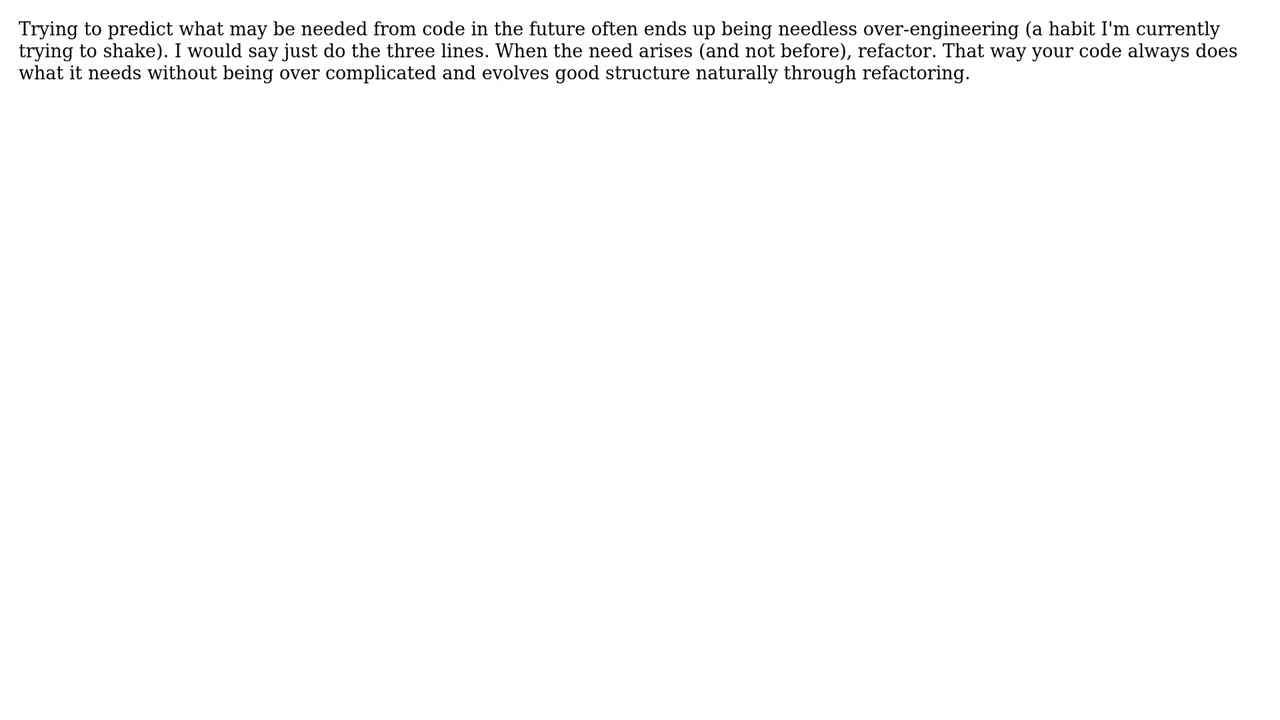 Trying to predict what may be needed from code in the future often ends up being needless over-engineering (a habit I'm currently
trying to shake). I would say just do the three lines. When the need arises (and not before), refactor. That way your code always does
what it needs without being over complicated and evolves good structure naturally through refactoring.